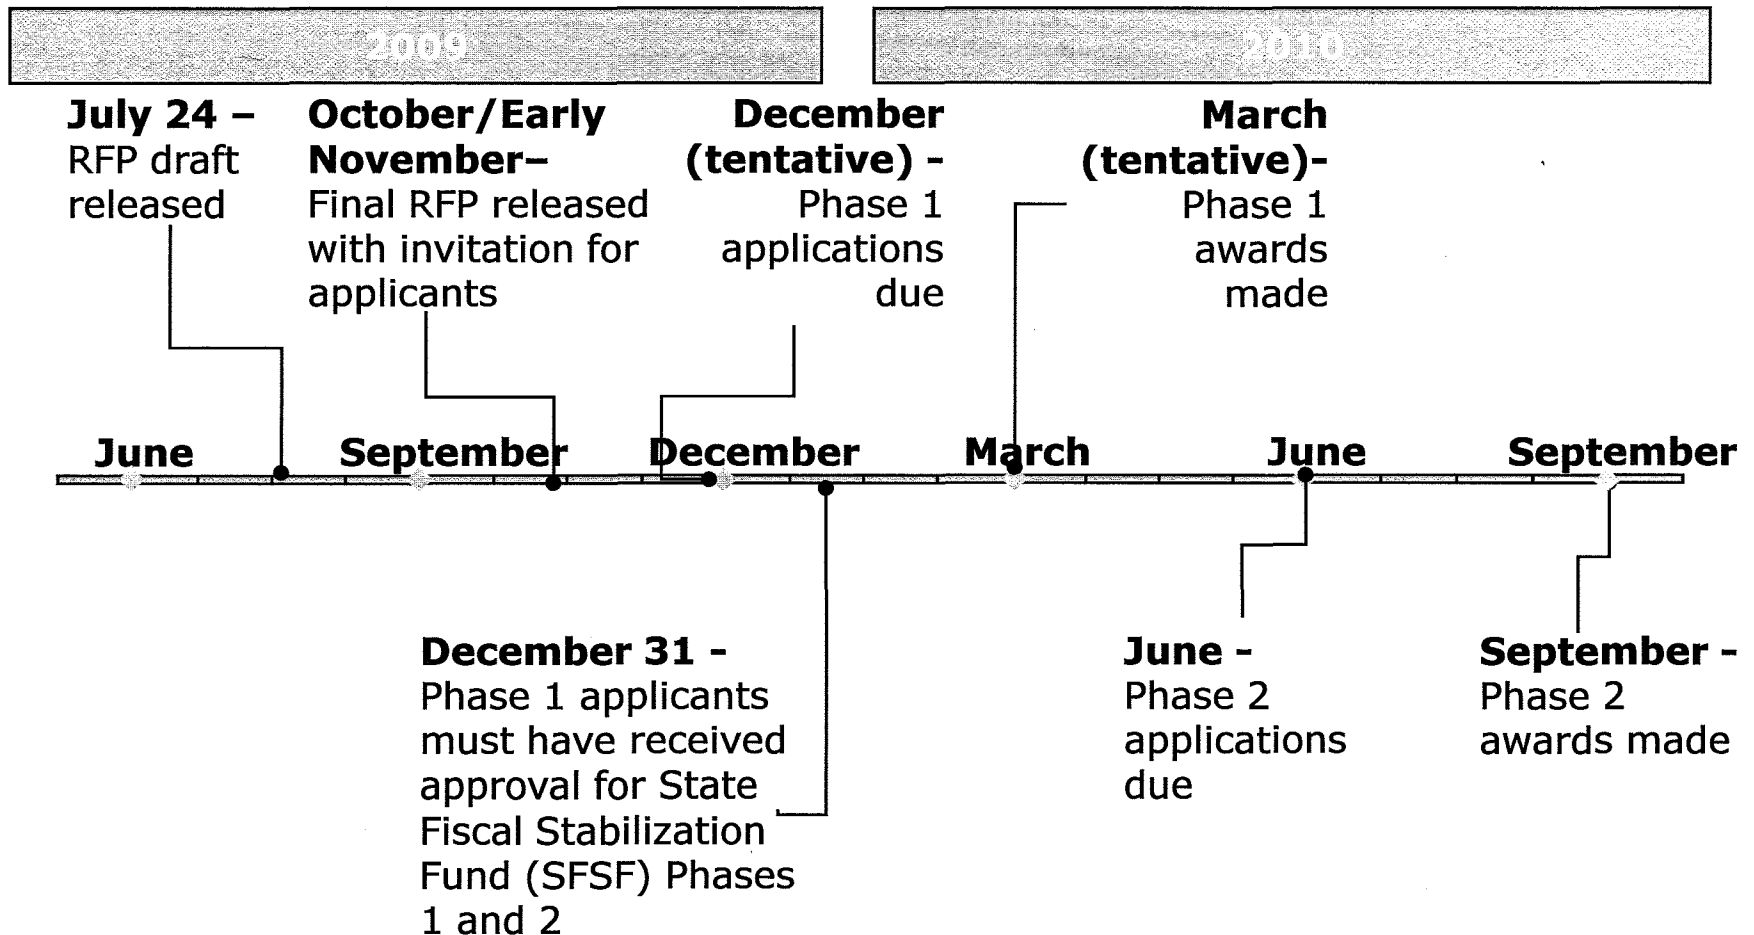 2009
2010
July 24 –
RFP draft
released
October/Early
November–
Final RFP released
with invitation for
applicants
December
(tentative) -
Phase 1
applications
due
March
(tentative)-
Phase 1
awards
made
June
September
December
March
June
September
December 31 -
Phase 1 applicants
must have received
approval for State
Fiscal Stabilization
Fund (SFSF) Phases
1 and 2
June -
Phase 2
applications
due
September -
Phase 2
awards made